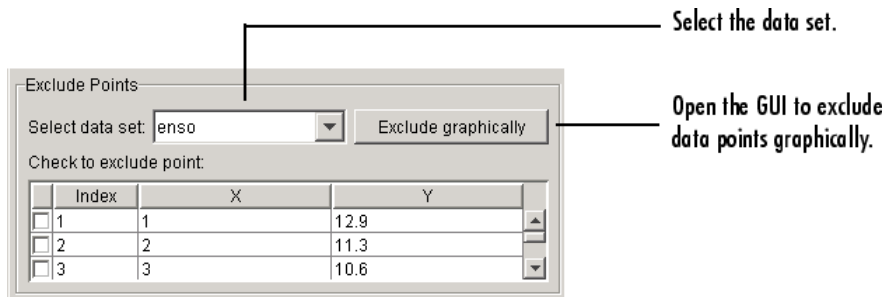 Select the data set.
Exclude Points
Select data set: enso Exclude graphically
Open the GUI to exclude
data points graphically.
Check to exclude point:
Index X Y
1 1 12.9
2 2 11.3
3 3 10.6